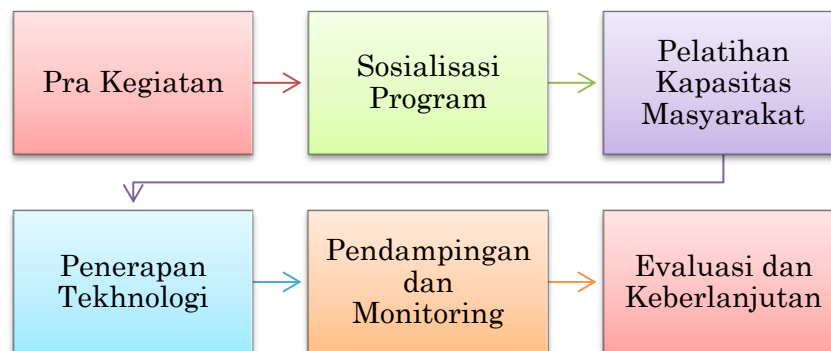 Pra Kegiatan
Sosialisasi
Program
Pelatihan
Kapasitas
Masyarakat
Penerapan
Tekhnologi
Pendampingan
dan
Monitoring
Evaluasi dan
Keberlanjutan